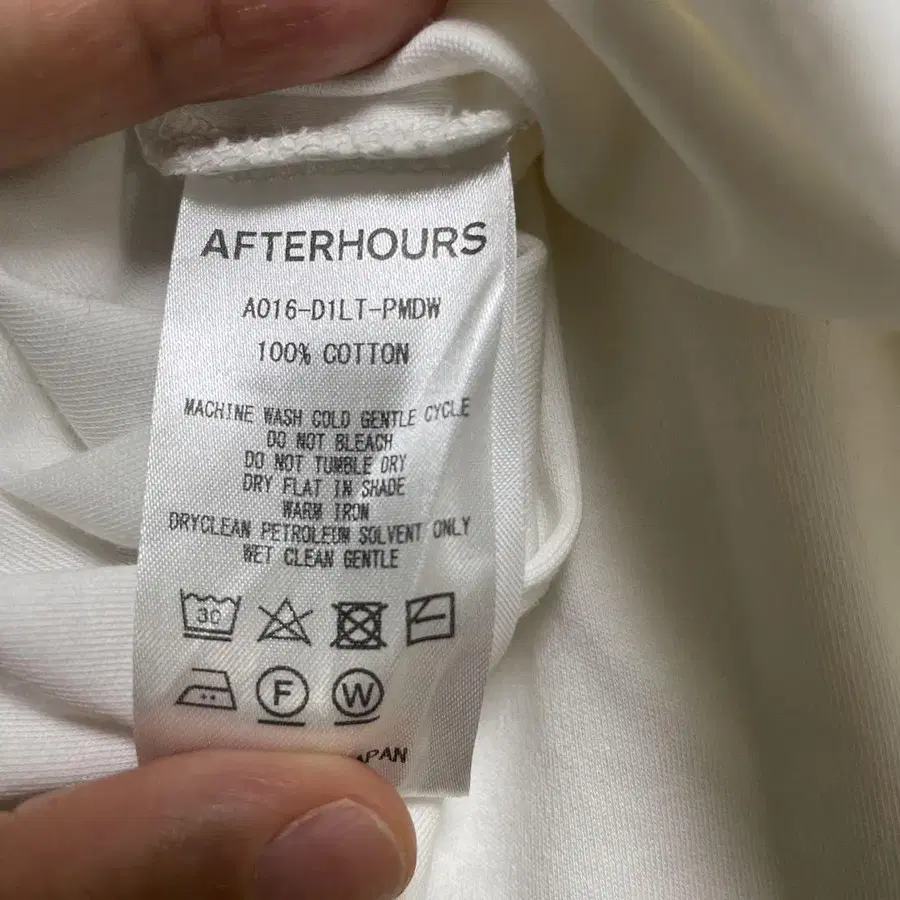 AFTERHOURS
A016-D1LT-PMDW
100% COTTON
MACHINE WASH COLD GENTLE CYCLE
DO NOT BLEACH
DO NOT TUMBLE DRY
DRY FLAT IN SHADE
WARM IRON
DRYCLEAN PETROLEUM SOLVENT ONLY
WET CLEAN GENTLE
30
F W